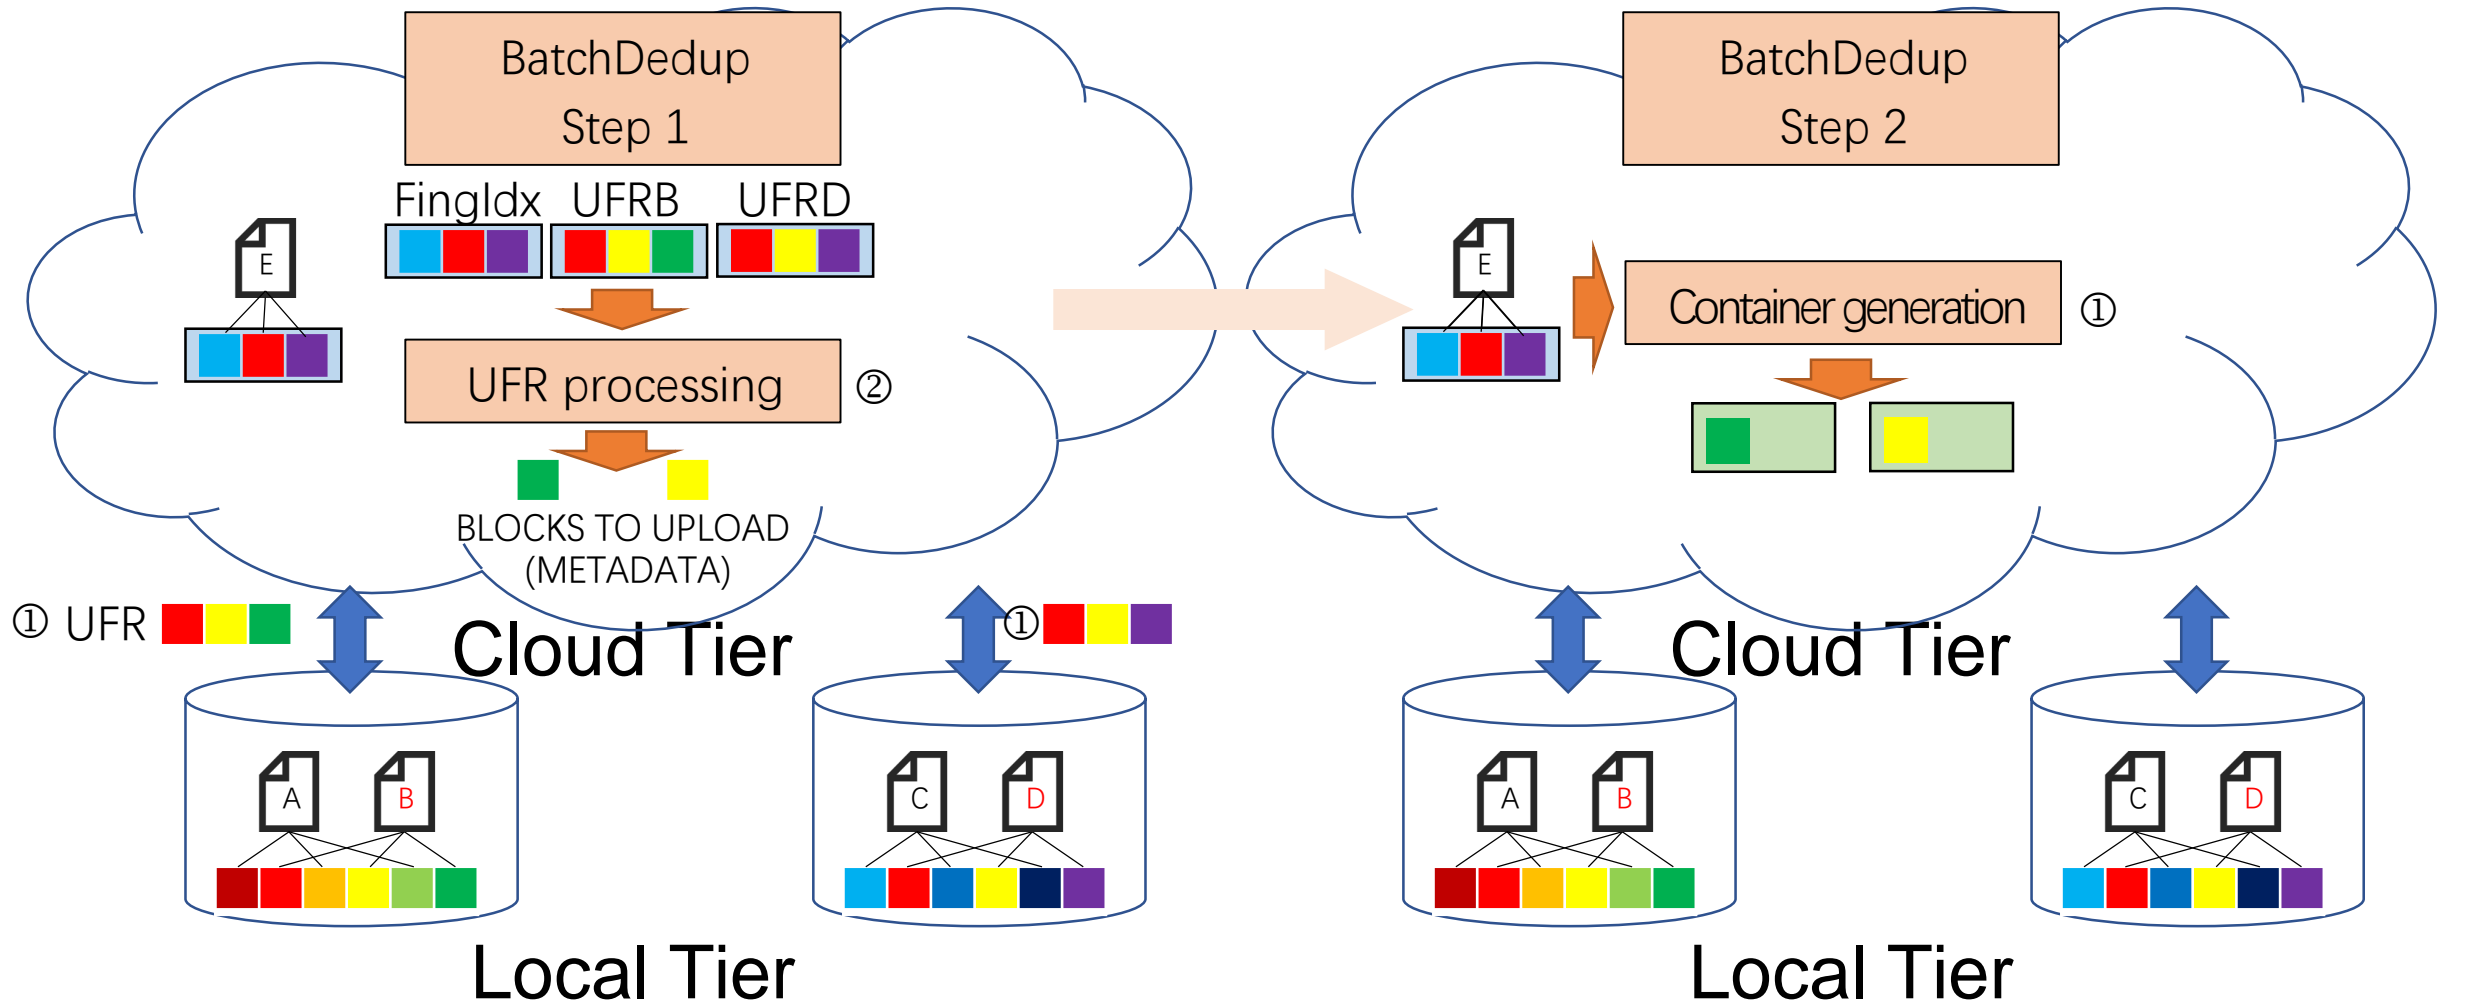 BatchDedup
Step 1
FingIdx UFRB UFRD
E
UFR processing ②
BLOCKS TO UPLOAD
(METADATA)
① UFR
①
Cloud Tier
A B
C D
Local Tier
BatchDedup
Step 2
E
Container generation ①
Cloud Tier
A B
C D
Local Tier